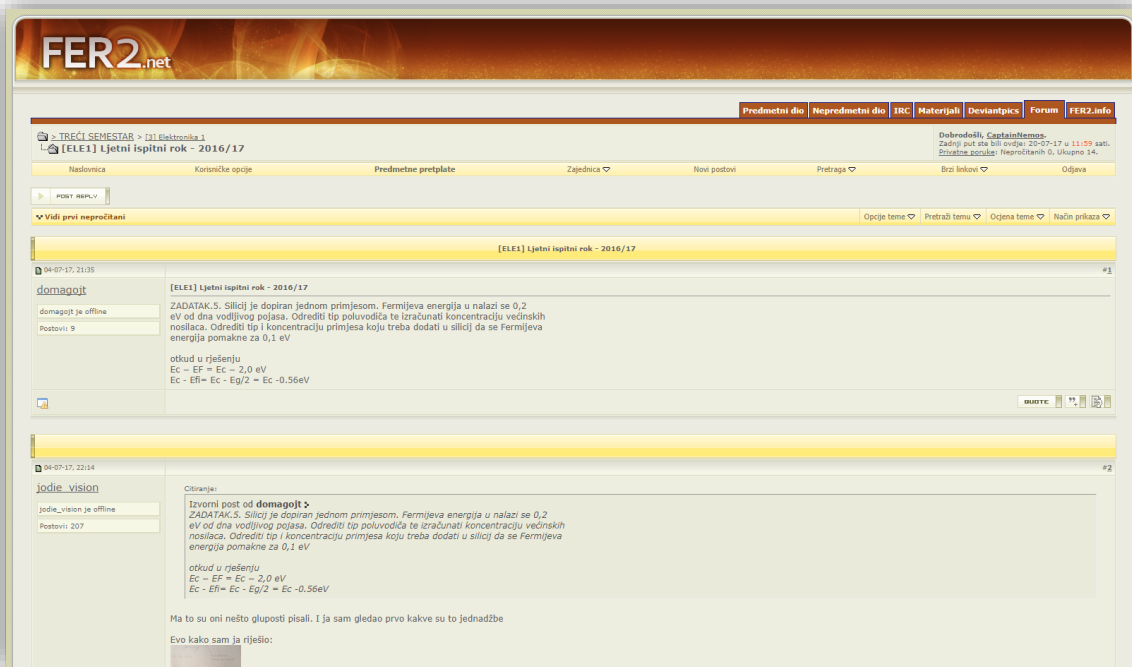 FER2.net
Predmetni dio Nepredmetni dio IRC Materijali Deviantpics Forum FER2.info
> TREĆI SEMESTAR > [3] Elektronika 1
[ELE1] Ljetni ispitni rok - 2016/17
Dobrodošli, CaptainNemos.
Zadnji put ste bili ovdje: 20-07-17 u 11:59 sati.
Privatne poruke: Nepročitanih 0, Ukupno 14.
Naslovnica Korisničke opcije Predmetne pretplate Zajednica Novi postovi Pretraga Brzi linkovi Odjava
POST REPLY
Vidi prvi nepročitani
Opcije teme Pretraži temu Ocjena teme Način prikaza
[ELE1] Ljetni ispitni rok - 2016/17
04-07-17, 21:35 #1
domagojt
domagojt je offline
Postovi: 9
[ELE1] Ljetni ispitni rok - 2016/17
ZADATAK.5. Silicij je dopiran jednom primjesom. Fermijeva energija u nalazi se 0,2
eV od dna vodljivog pojasa. Odrediti tip poluvodiča te izračunati koncentraciju većinskih
nosilaca. Odrediti tip i koncentraciju primjesa koju treba dodati u silicij da se Fermijeva
energija pomakne za 0,1 eV
otkud u rješenju
Ec − EF = Ec − 2,0 eV
Ec - Efi= Ec - Eg/2 = Ec -0.56eV
QUOTE
04-07-17, 22:14 #2
jodie_vision
jodie_vision je offline
Postovi: 207
Citiranje:
Izvorni post od domagojt
ZADATAK.5. Silicij je dopiran jednom primjesom. Fermijeva energija u nalazi se 0,2
eV od dna vodljivog pojasa. Odrediti tip poluvodiča te izračunati koncentraciju većinskih
nosilaca. Odrediti tip i koncentraciju primjesa koju treba dodati u silicij da se Fermijeva
energija pomakne za 0,1 eV
otkud u rješenju
Ec − EF = Ec − 2,0 eV
Ec - Efi= Ec - Eg/2 = Ec -0.56eV
Ma to su oni nešto gluposti pisali. I ja sam gledao prvo kakve su to jednadžbe
Evo kako sam ja riješio: